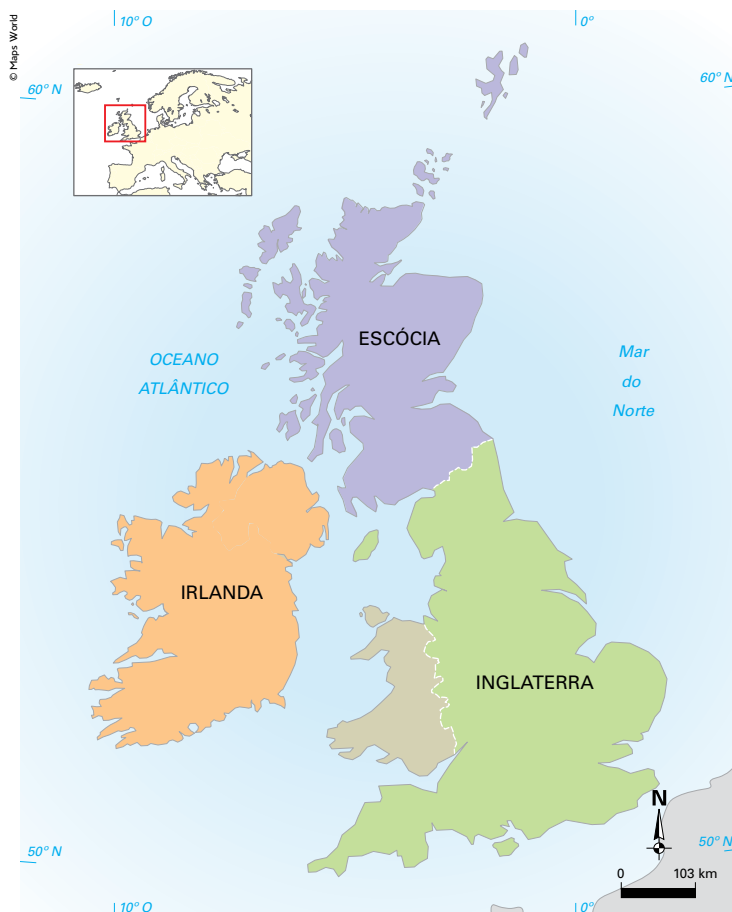 © Maps World
10° O
0°
60° N
60° N
ESCÓCIA
OCEANO
ATLÂNTICO
Mar
do
Norte
IRLANDA
INGLATERRA
N
50° N
50° N
0 103 km
10° O
0°